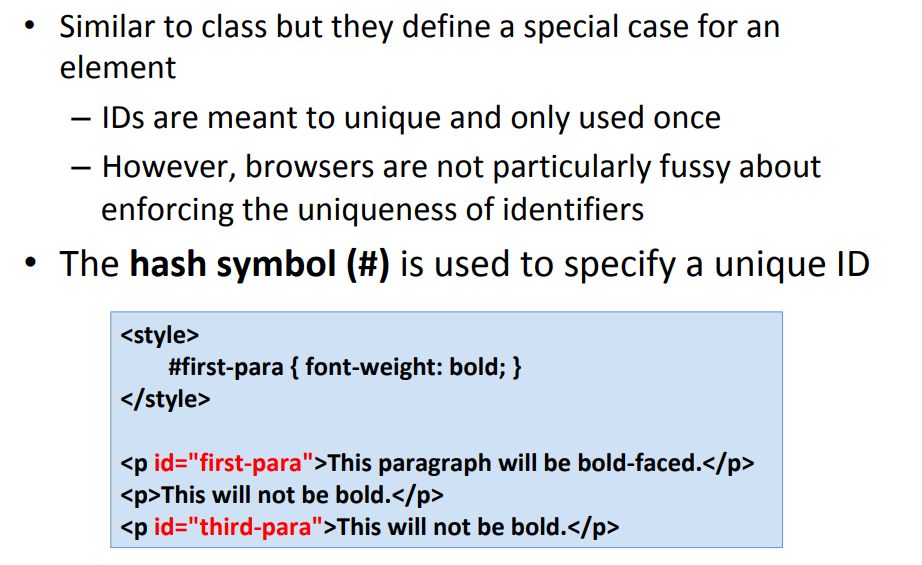 • Similar to class but they define a special case for an
element
– IDs are meant to unique and only used once
– However, browsers are not particularly fussy about
enforcing the uniqueness of identifiers
• The hash symbol (#) is used to specify a unique ID
<style>
#first-para { font-weight: bold; }
</style>
<p id="first-para">This paragraph will be bold-faced.</p>
<p>This will not be bold.</p>
<p id="third-para">This will not be bold.</p>